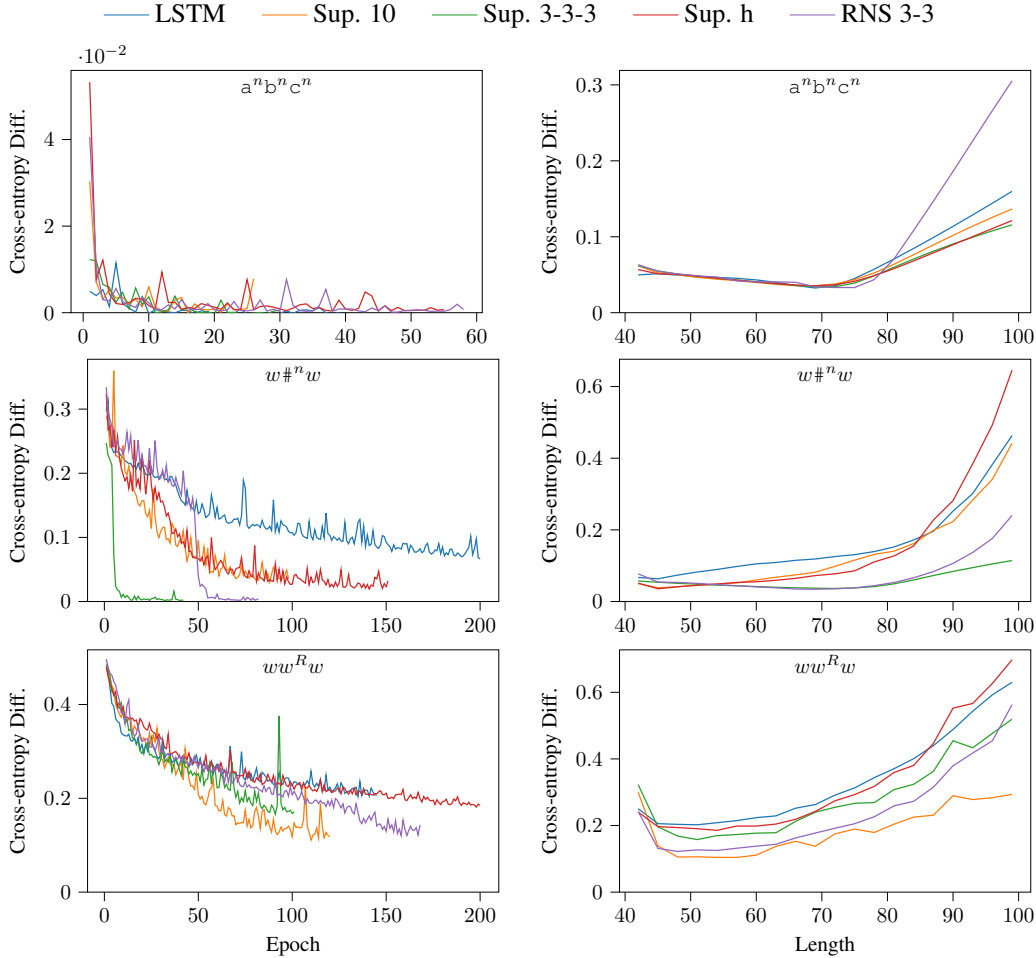 LSTM Sup. 10 Sup. 3-3-3 Sup. h RNS 3-3
·10⁻²
aⁿbⁿcⁿ
Cross-entropy Diff.
4
2
0
0 10 20 30 40 50 60
aⁿbⁿcⁿ
Cross-entropy Diff.
0.3
0.2
0.1
0
40 50 60 70 80 90 100
w#ⁿw
Cross-entropy Diff.
0.3
0.2
0.1
0
0 50 100 150 200
w#ⁿw
Cross-entropy Diff.
0.6
0.4
0.2
0
40 50 60 70 80 90 100
wwᴿw
Cross-entropy Diff.
0.4
0.2
0
0 50 100 150 200
Epoch
wwᴿw
Cross-entropy Diff.
0.6
0.4
0.2
0
40 50 60 70 80 90 100
Length